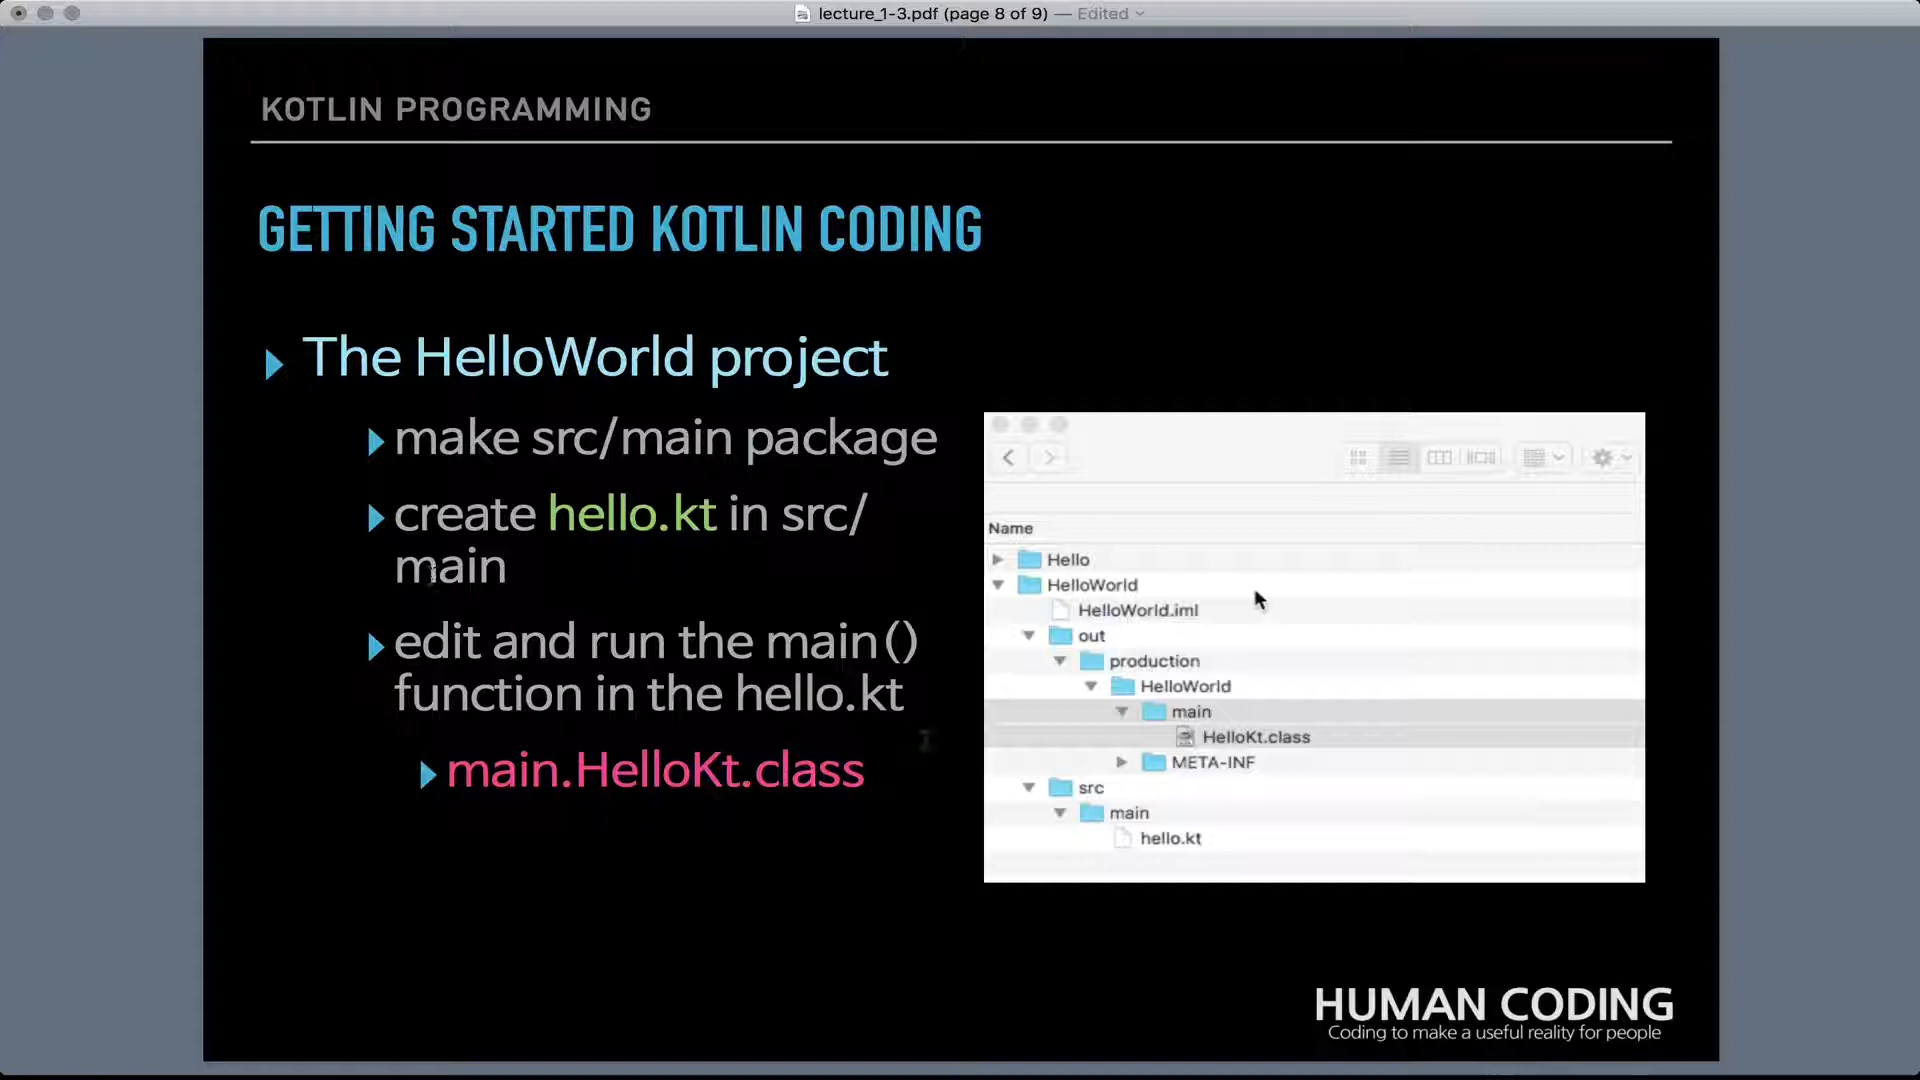 lecture_1-3.pdf (page 8 of 9) — Edited
KOTLIN PROGRAMMING
GETTING STARTED KOTLIN CODING
The HelloWorld project
make src/main package
create hello.kt in src/
main
edit and run the main()
function in the hello.kt
main.HelloKt.class
Name
Hello
HelloWorld
HelloWorld.iml
out
production
HelloWorld
main
HelloKt.class
META-INF
src
main
hello.kt
HUMAN CODING
Coding to make a useful reality for people